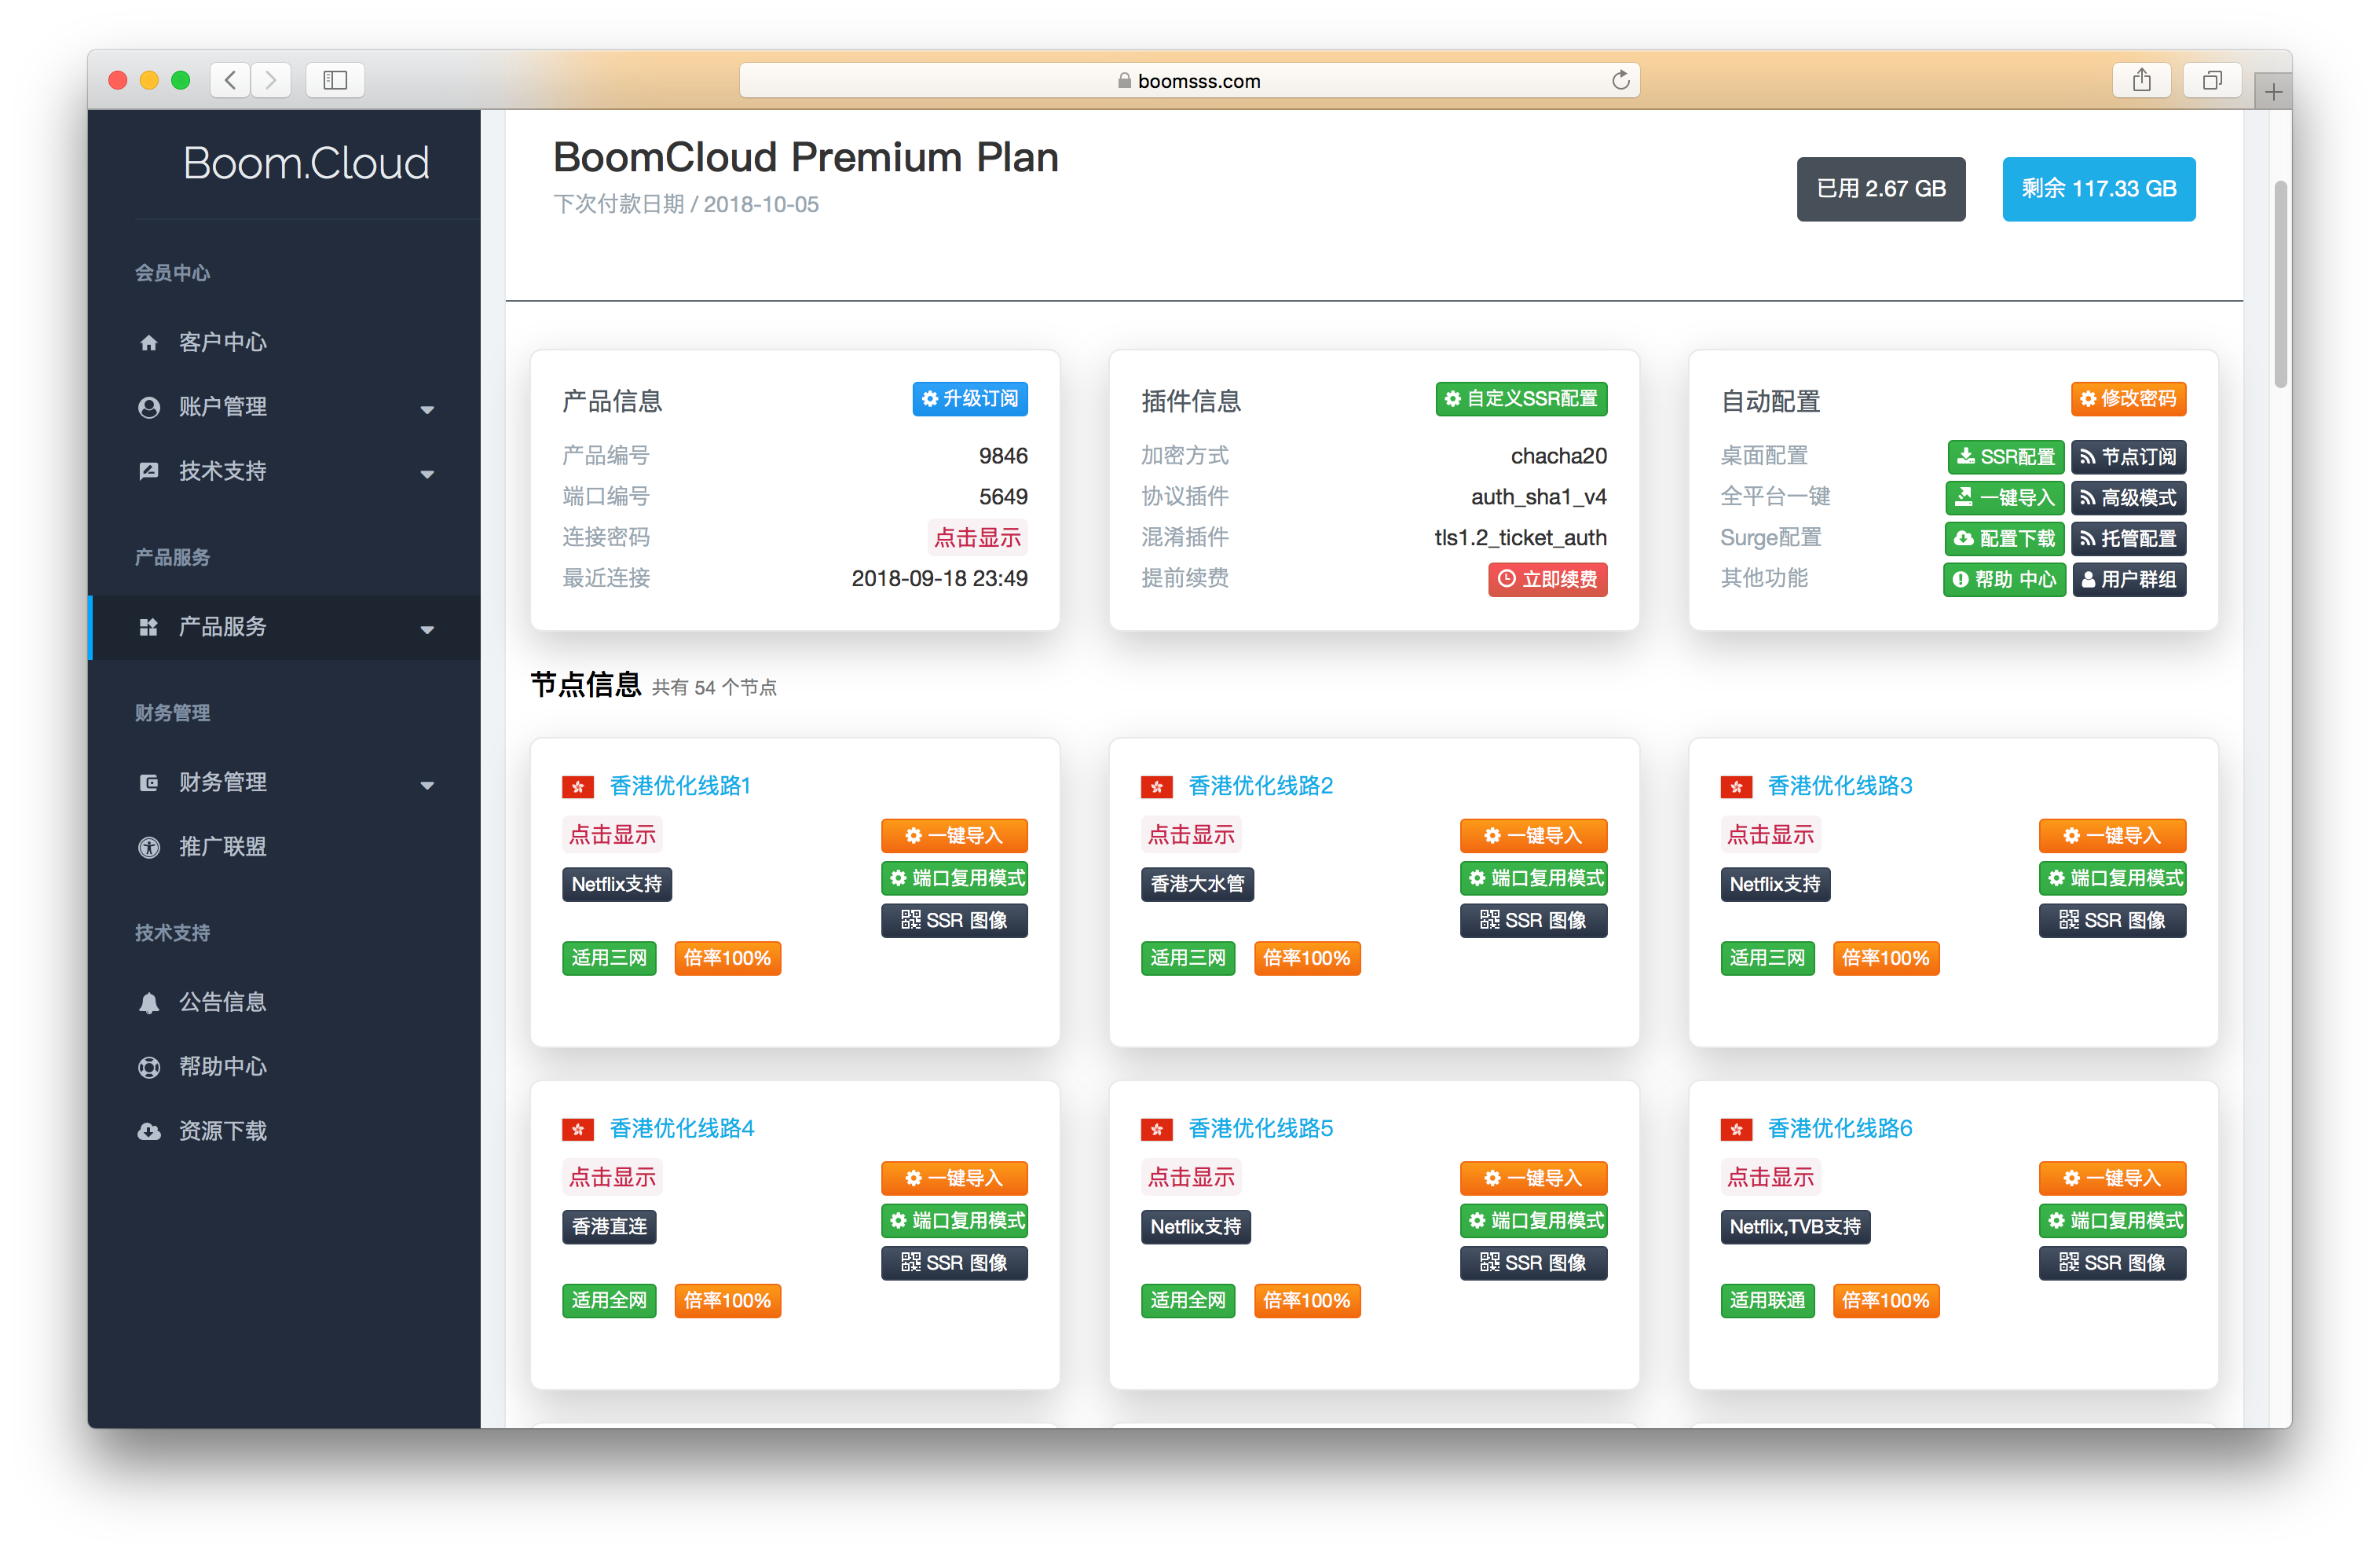 boomsss.com
Boom.Cloud
会员中心
客户中心
账户管理
技术支持
产品服务
产品服务
财务管理
财务管理
推广联盟
技术支持
公告信息
帮助中心
资源下载
BoomCloud Premium Plan
下次付款日期 / 2018-10-05
已用 2.67 GB
剩余 117.33 GB
产品信息 升级订阅
产品编号 9846
端口编号 5649
连接密码 点击显示
最近连接 2018-09-18 23:49
插件信息 自定义SSR配置
加密方式 chacha20
协议插件 auth_sha1_v4
混淆插件 tls1.2_ticket_auth
提前续费 立即续费
自动配置 修改密码
桌面配置 SSR配置 节点订阅
全平台一键 一键导入 高级模式
Surge配置 配置下载 托管配置
其他功能 帮助 中心 用户群组
节点信息 共有 54 个节点
香港优化线路1
点击显示 一键导入
Netflix支持 端口复用模式
SSR 图像
适用三网 倍率100%
香港优化线路2
点击显示 一键导入
香港大水管 端口复用模式
SSR 图像
适用三网 倍率100%
香港优化线路3
点击显示 一键导入
Netflix支持 端口复用模式
SSR 图像
适用三网 倍率100%
香港优化线路4
点击显示 一键导入
香港直连 端口复用模式
SSR 图像
适用全网 倍率100%
香港优化线路5
点击显示 一键导入
Netflix支持 端口复用模式
SSR 图像
适用全网 倍率100%
香港优化线路6
点击显示 一键导入
Netflix,TVB支持 端口复用模式
SSR 图像
适用联通 倍率100%